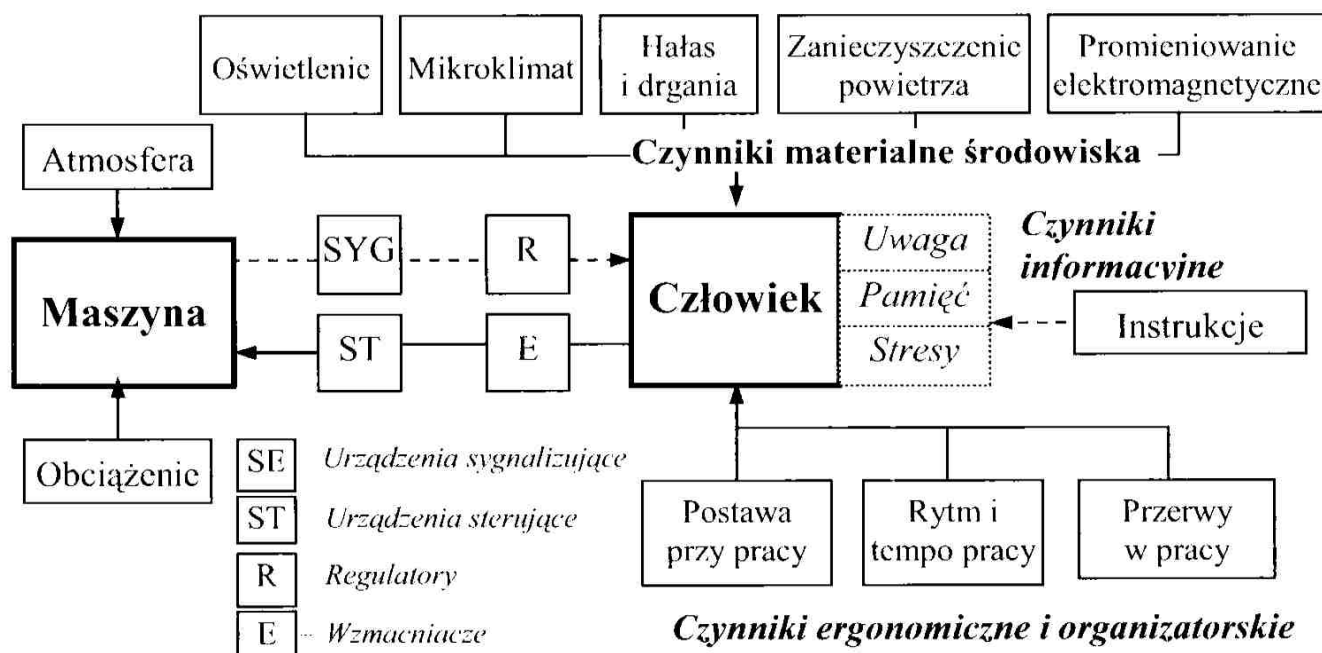 Oświetlenie
Mikroklimat
Hałas
i drgania
Zanieczyszczenie
powietrza
Promieniowanie
elektromagnetyczne
Atmosfera
Czynniki materialne środowiska
Maszyna
SYG
R
ST
E
Człowiek
Uwaga
Pamięć
Stresy
Czynniki
informacyjne
Instrukcje
Obciążenie
SE Urządzenia sygnalizujące
ST Urządzenia sterujące
R Regulatory
E Wzmacniacze
Postawa
przy pracy
Rytm i
tempo pracy
Przerwy
w pracy
Czynniki ergonomiczne i organizatorskie